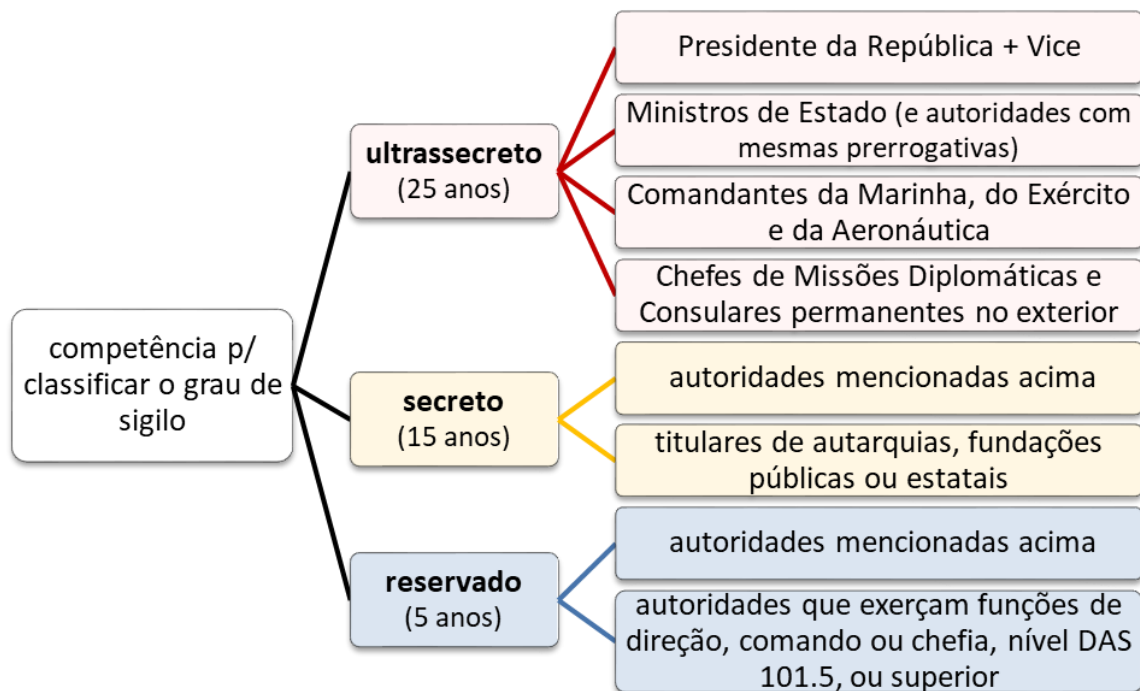 competência p/
classificar o grau de
sigilo
ultrassecreto
(25 anos)
Presidente da República + Vice
Ministros de Estado (e autoridades com
mesmas prerrogativas)
Comandantes da Marinha, do Exército
e da Aeronáutica
Chefes de Missões Diplomáticas e
Consulares permanentes no exterior
secreto
(15 anos)
autoridades mencionadas acima
titulares de autarquias, fundações
públicas ou estatais
reservado
(5 anos)
autoridades mencionadas acima
autoridades que exerçam funções de
direção, comando ou chefia, nível DAS
101.5, ou superior